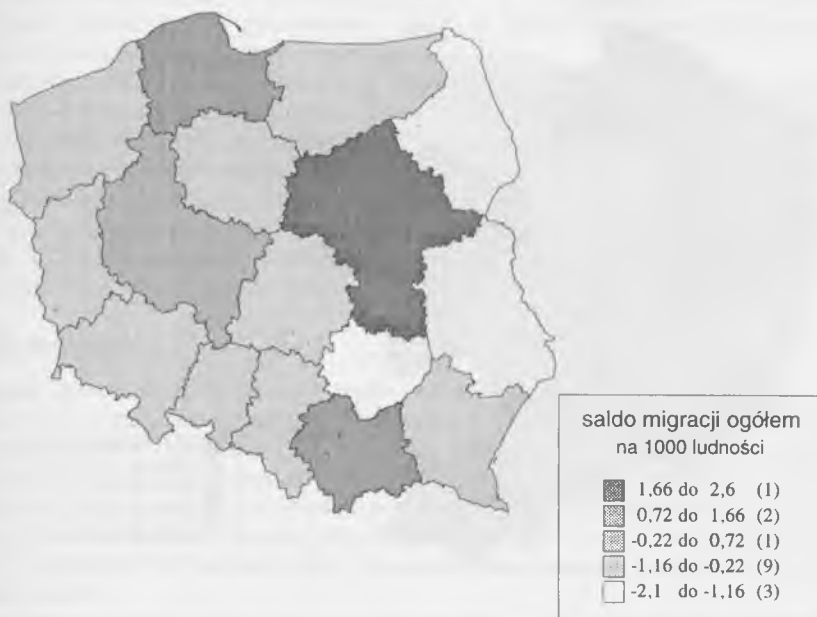 saldo migracji ogółem
na 1000 ludności
1,66 do 2,6 (1)
0,72 do 1,66 (2)
-0,22 do 0,72 (1)
-1,16 do -0,22 (9)
-2,1 do -1,16 (3)